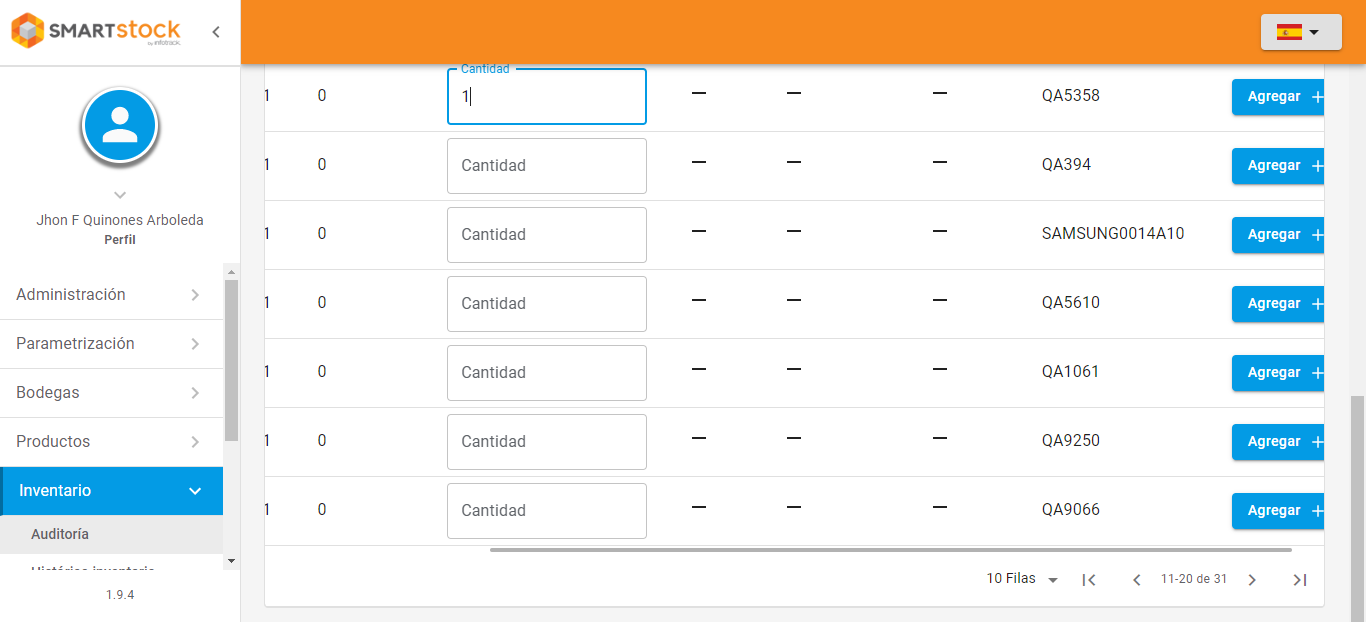 SMARTstock
by infotrack.
Jhon F Quinones Arboleda
Perfil
Administración
Parametrización
Bodegas
Productos
Inventario
Auditoría
Histórico inventario
1.9.4
Cantidad
1 0 1 — — — QA5358 Agregar +
1 0 Cantidad — — — QA394 Agregar +
1 0 Cantidad — — — SAMSUNG0014A10 Agregar +
1 0 Cantidad — — — QA5610 Agregar +
1 0 Cantidad — — — QA1061 Agregar +
1 0 Cantidad — — — QA9250 Agregar +
1 0 Cantidad — — — QA9066 Agregar +
10 Filas 11-20 de 31